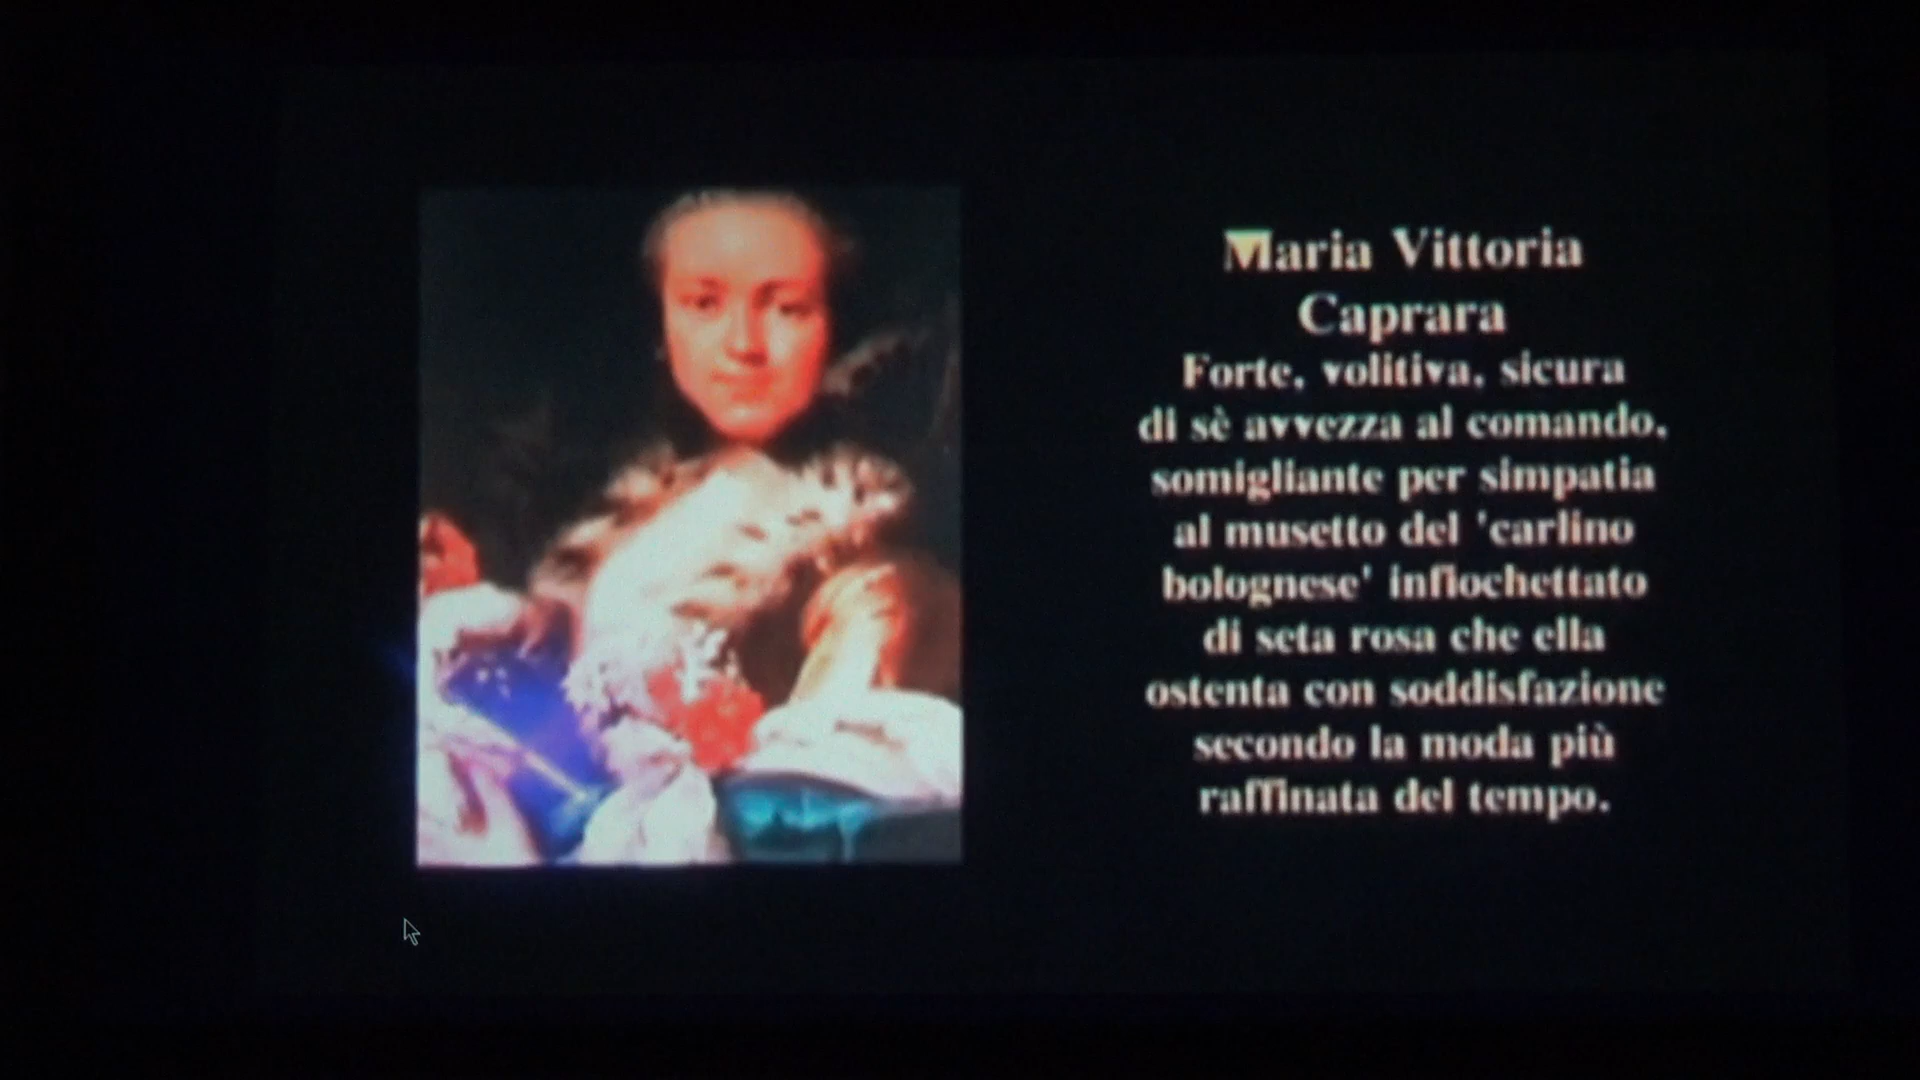 Maria Vittoria
Caprara
Forte, volitiva, sicura
di sè avvezza al comando,
somigliante per simpatia
al musetto del 'carlino
bolognese' infiochettato
di seta rosa che ella
ostenta con soddisfazione
secondo la moda più
raffinata del tempo.